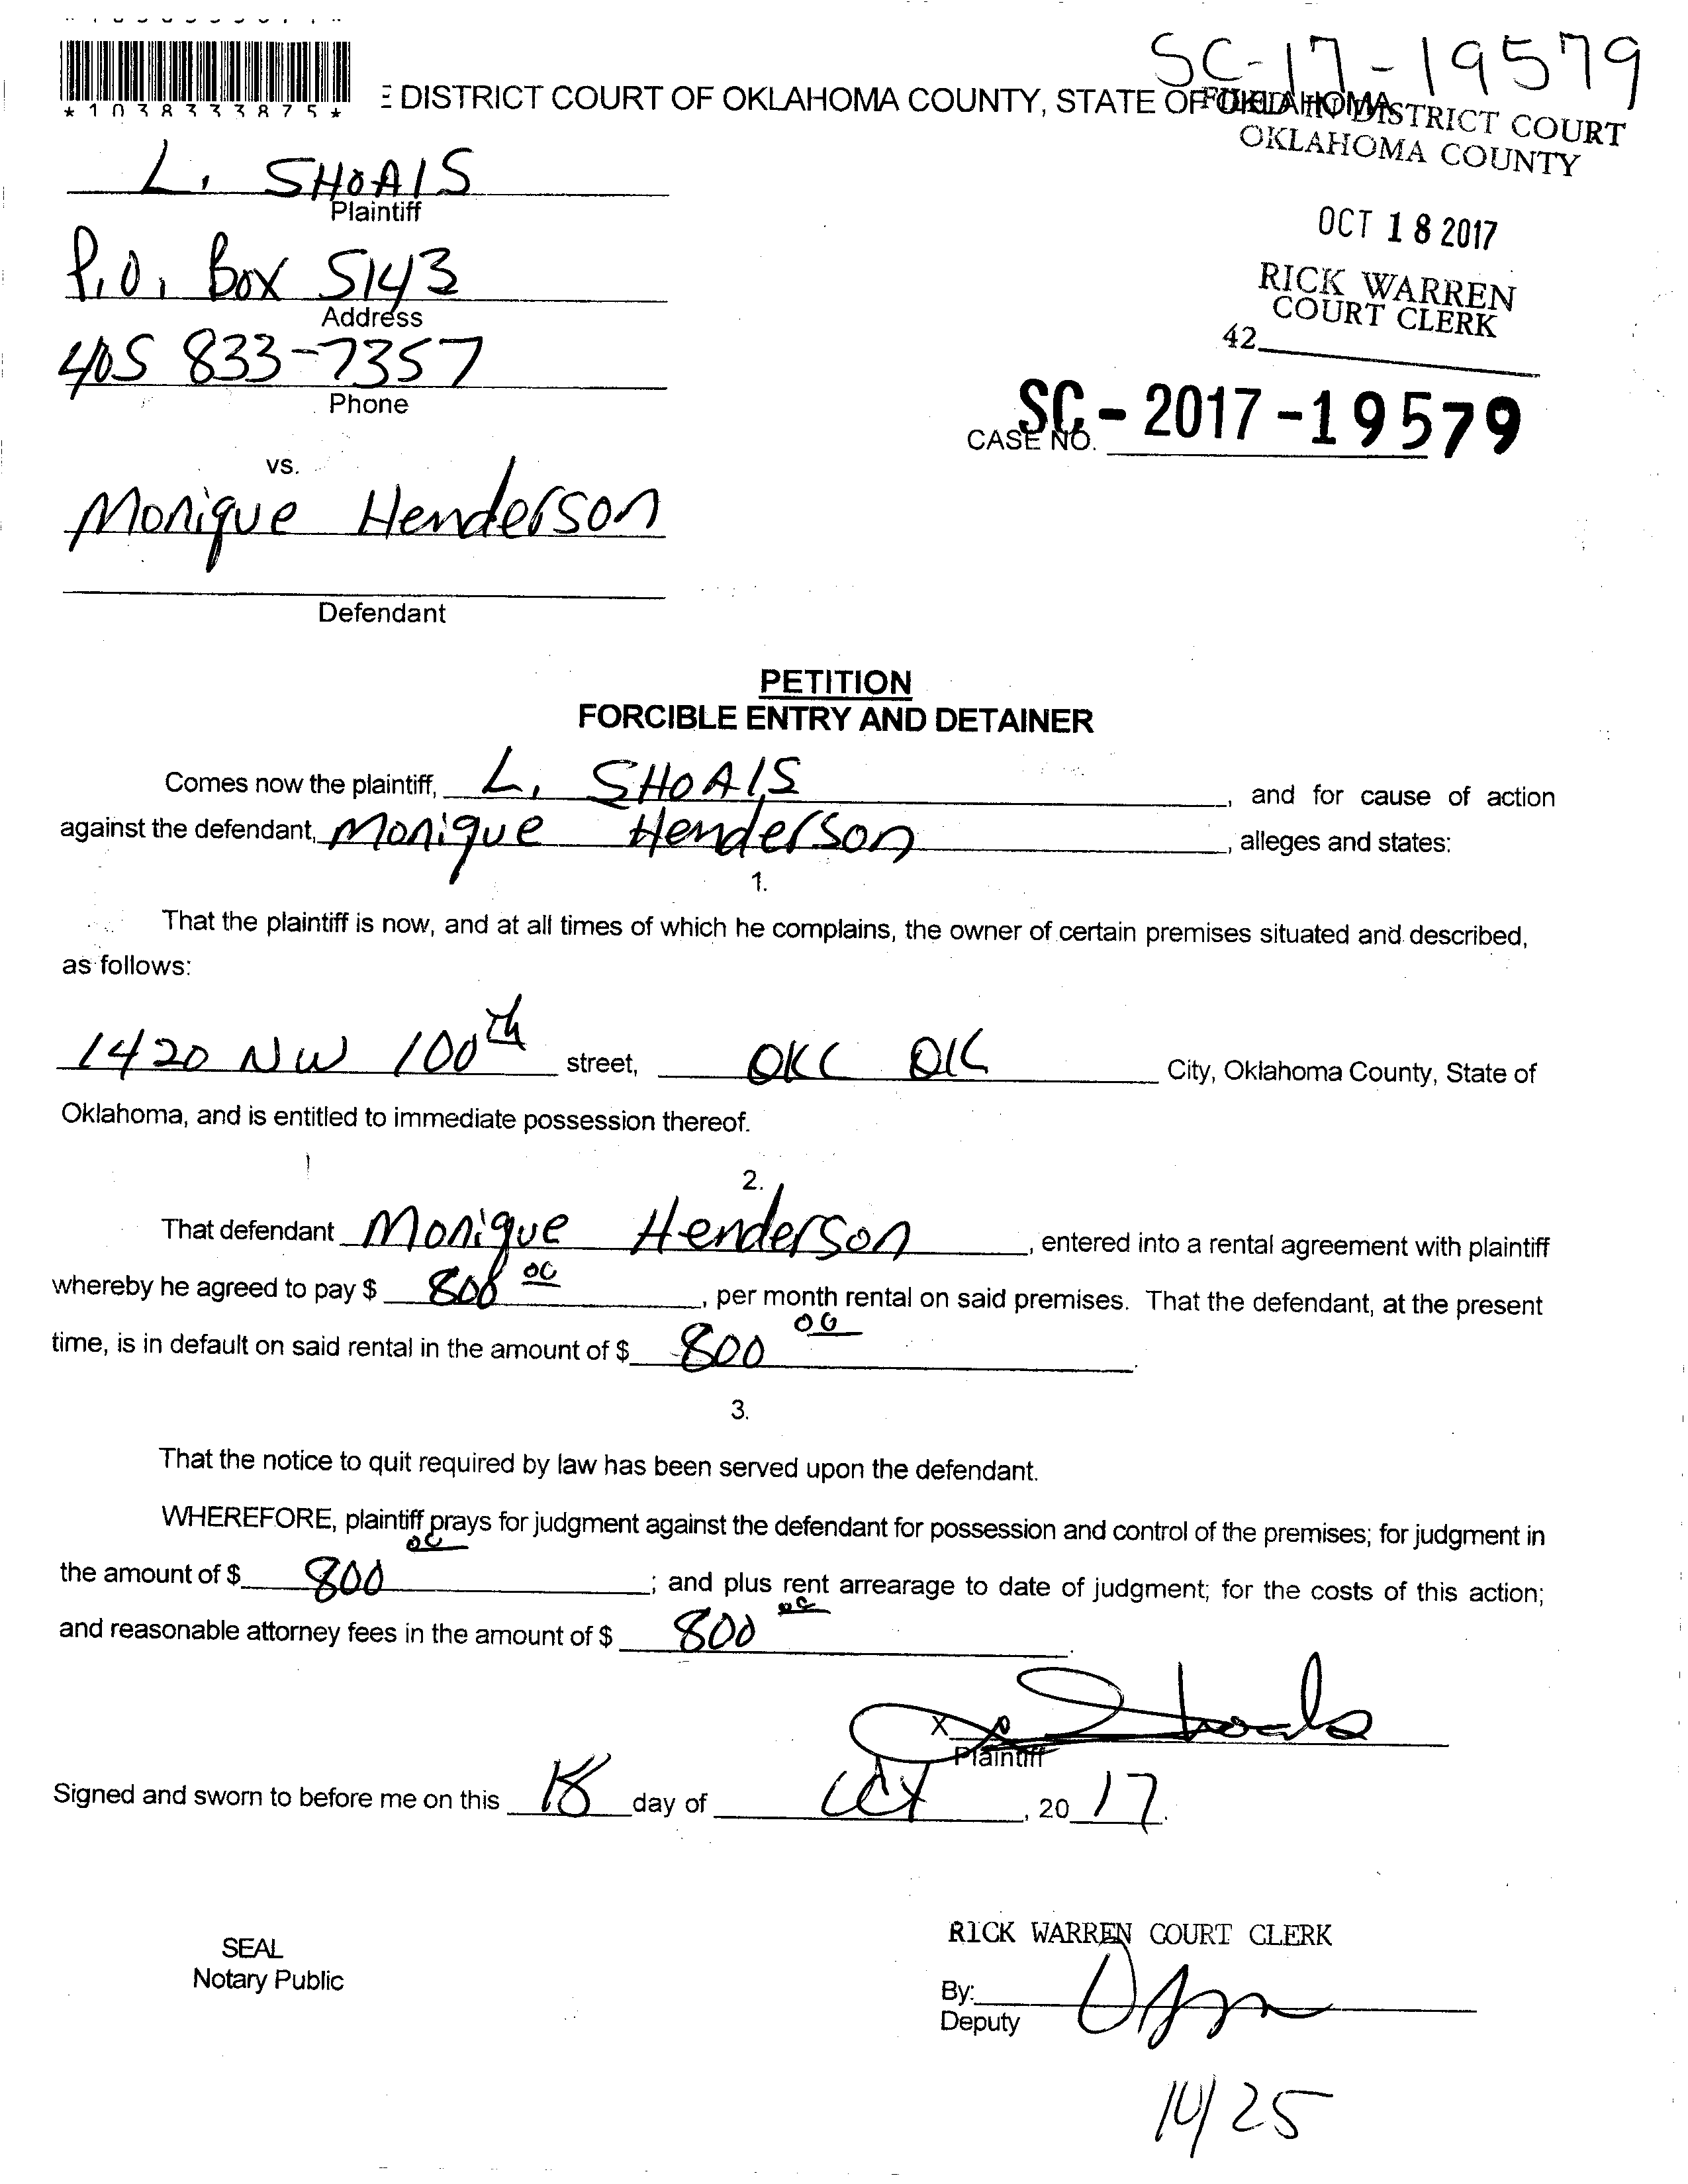 SC-17-19579
*1038333875*
E DISTRICT COURT OF OKLAHOMA COUNTY, STATE OF OKLAHOMA
FILED IN DISTRICT COURT
OKLAHOMA COUNTY
L. SHOAIS
Plaintiff
OCT 18 2017
P.O. Box 5143
Address
RICK WARREN
COURT CLERK
42
405 833-7357
Phone
CASE NO. SC-2017-19579
vs.
Monique Henderson
Defendant
PETITION
FORCIBLE ENTRY AND DETAINER
Comes now the plaintiff, L. SHOAIS, and for cause of action
against the defendant, Monique Henderson, alleges and states:
1.
That the plaintiff is now, and at all times of which he complains, the owner of certain premises situated and described,
as follows:
1420 NW 100th street, OKC OK City, Oklahoma County, State of
Oklahoma, and is entitled to immediate possession thereof.
2.
That defendant Monique Henderson, entered into a rental agreement with plaintiff
whereby he agreed to pay $ 800 00, per month rental on said premises. That the defendant, at the present
time, is in default on said rental in the amount of $ 800 00.
3.
That the notice to quit required by law has been served upon the defendant.
WHEREFORE, plaintiff prays for judgment against the defendant for possession and control of the premises; for judgment in
the amount of $ 800 00; and plus rent arrearage to date of judgment; for the costs of this action;
and reasonable attorney fees in the amount of $ 800 00.
X
Plaintiff
Signed and sworn to before me on this 18 day of Oct, 2017.
SEAL
Notary Public
RICK WARREN COURT CLERK
By:
Deputy
10/25